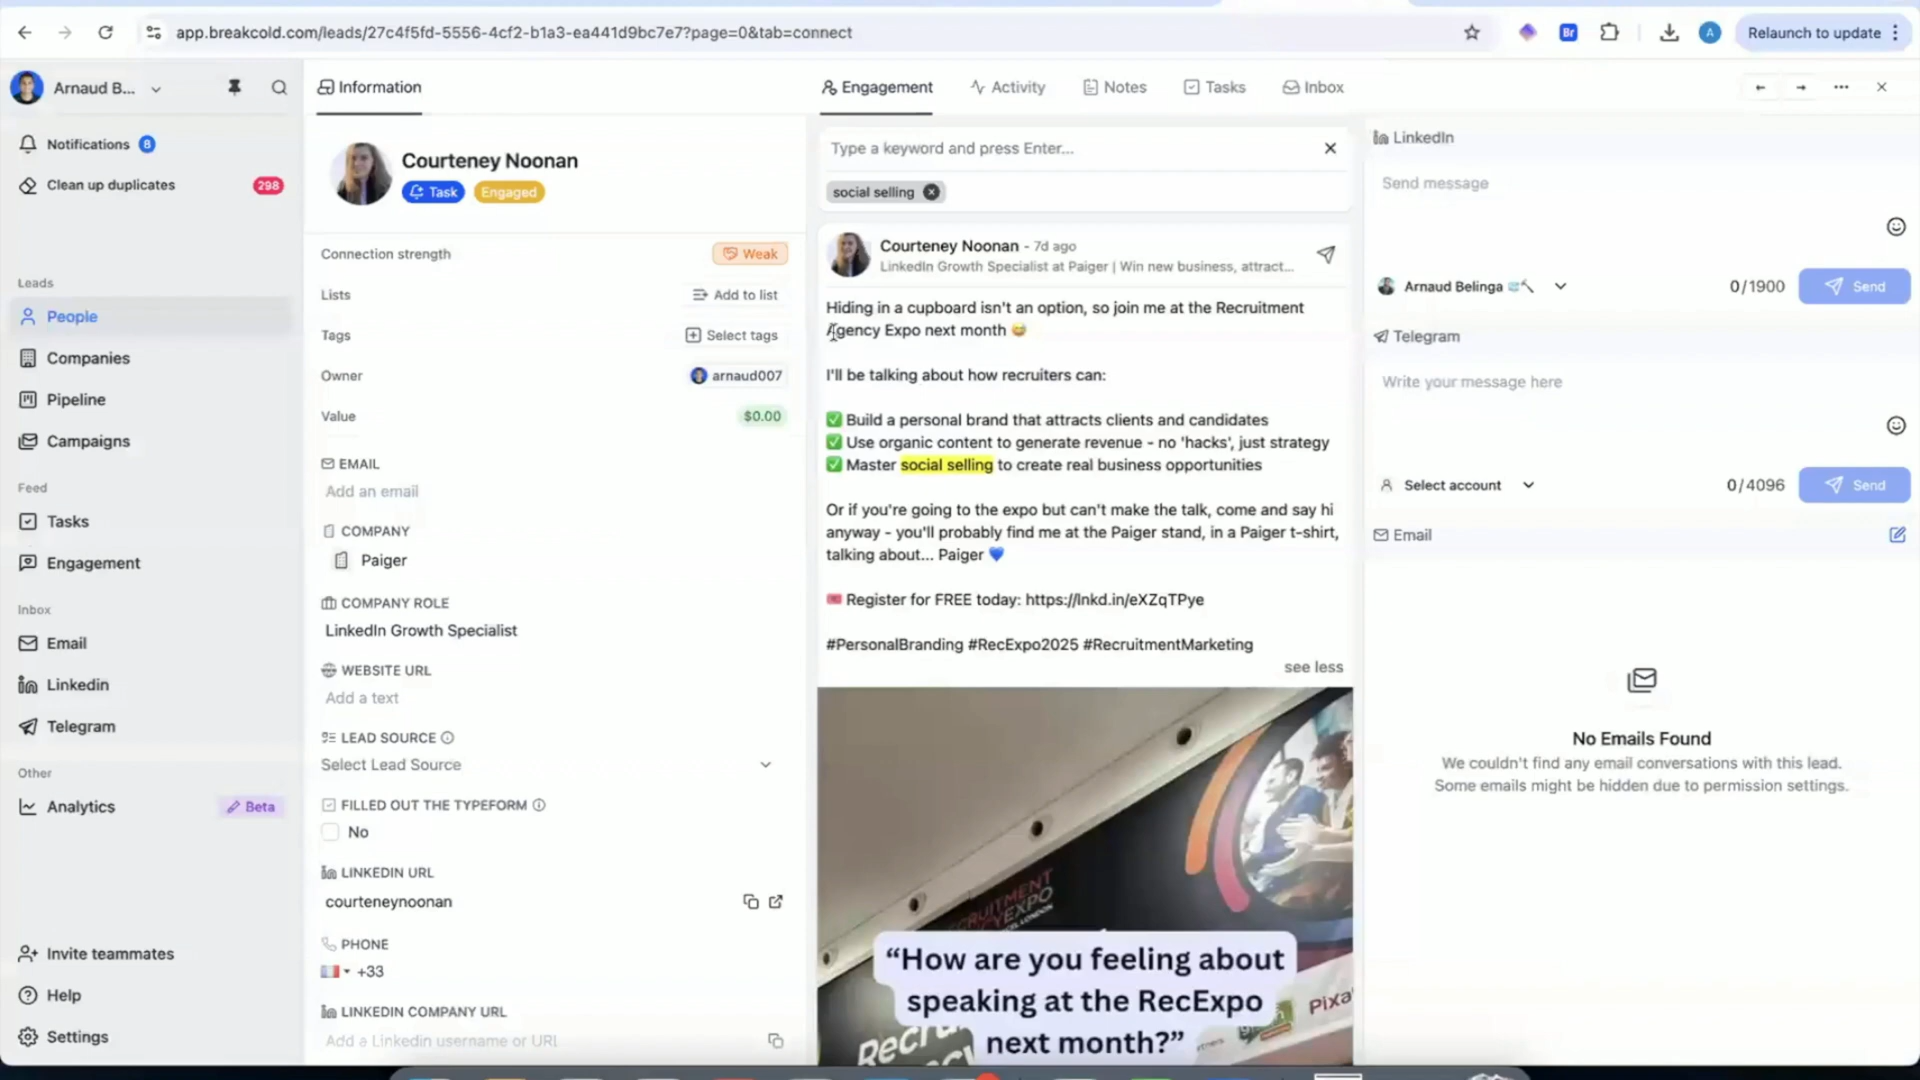 app.breakcold.com/leads/27c4f5fd-5556-4cf2-b1a3-ea441d9bc7e7?page=0&tab=connect
Br
A
Relaunch to update
Arnaud B...
Notifications 8
Clean up duplicates 298
Leads
People
Companies
Pipeline
Campaigns
Feed
Tasks
Engagement
Inbox
Email
Linkedin
Telegram
Other
Analytics Beta
Invite teammates
Help
Settings
Information
Courteney Noonan
Task Engaged
Connection strength Weak
Lists Add to list
Tags Select tags
Owner arnaud007
Value $0.00
EMAIL
Add an email
COMPANY
Paiger
COMPANY ROLE
LinkedIn Growth Specialist
WEBSITE URL
Add a text
LEAD SOURCE
Select Lead Source
FILLED OUT THE TYPEFORM
No
LINKEDIN URL
courteneynoonan
PHONE
+33
LINKEDIN COMPANY URL
Add a Linkedin username or URL
Engagement Activity Notes Tasks Inbox
Type a keyword and press Enter...
social selling
Courteney Noonan - 7d ago
LinkedIn Growth Specialist at Paiger | Win new business, attract...
Hiding in a cupboard isn't an option, so join me at the Recruitment
Agency Expo next month 😅
I'll be talking about how recruiters can:
✅ Build a personal brand that attracts clients and candidates
✅ Use organic content to generate revenue - no 'hacks', just strategy
✅ Master social selling to create real business opportunities
Or if you're going to the expo but can't make the talk, come and say hi
anyway - you'll probably find me at the Paiger stand, in a Paiger t-shirt,
talking about... Paiger 💙
🎟️ Register for FREE today: https://lnkd.in/eXZqTPye
#PersonalBranding #RecExpo2025 #RecruitmentMarketing
see less
“How are you feeling about
speaking at the RecExpo
next month?”
LinkedIn
Send message
Arnaud Belinga 🧊🔨 0/1900 Send
Telegram
Write your message here
Select account 0/4096 Send
Email
No Emails Found
We couldn't find any email conversations with this lead.
Some emails might be hidden due to permission settings.